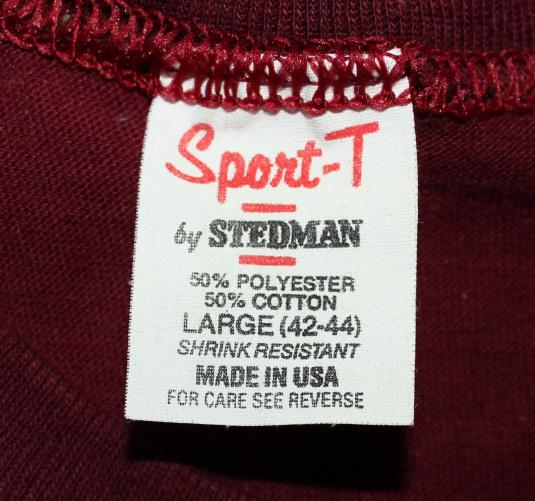 Sport-T
by STEDMAN
50% POLYESTER
50% COTTON
LARGE (42-44)
SHRINK RESISTANT
MADE IN USA
FOR CARE SEE REVERSE